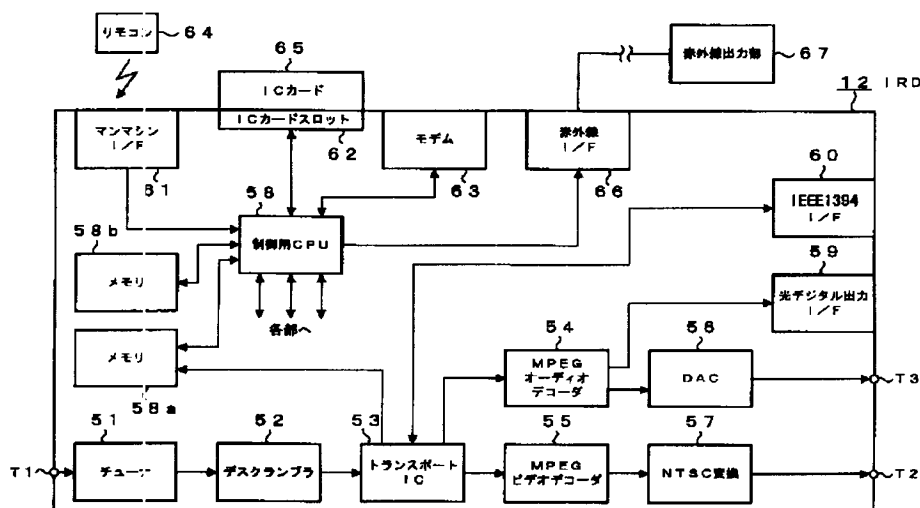 リモコン
64
65
ICカード
ICカードスロット
62
赤外線出力部
67
12 IRD
マンマシン
I/F
61
モデム
63
赤外線
I/F
66
60
IEEE1394
I/F
58
制御用CPU
58b
メモリ
各部へ
59
光デジタル出力
I/F
メモリ
58a
54
MPEG
オーディオ
デコーダ
56
DAC
T3
51
チューナ
T1
52
デスクランブラ
53
トランスポート
IC
55
MPEG
ビデオデコーダ
57
NTSC変換
T2